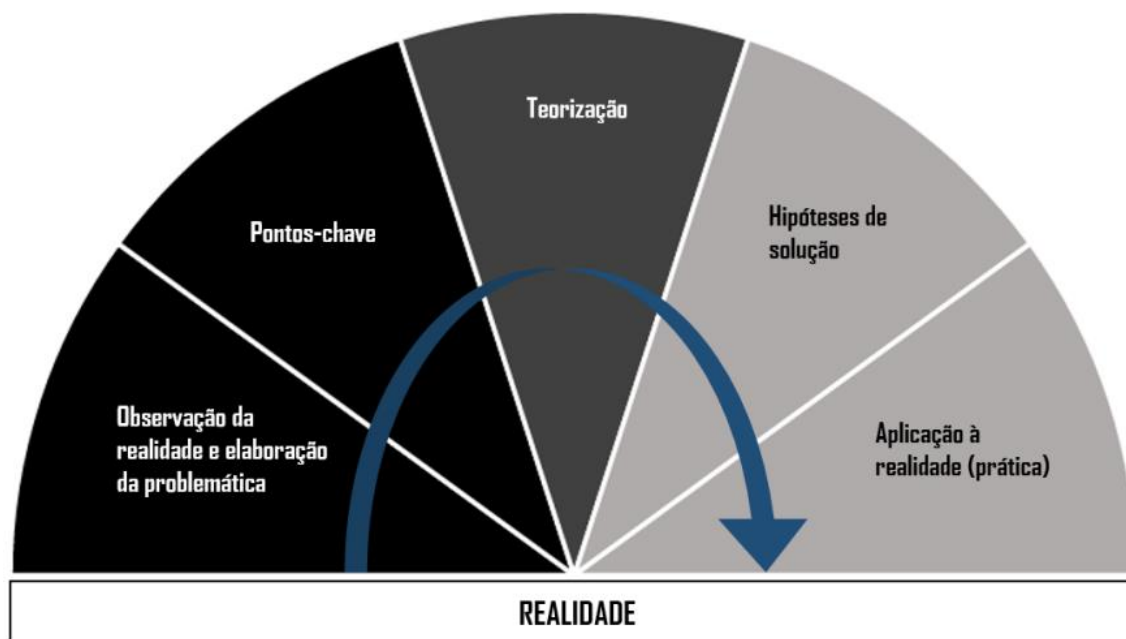 Observação da
realidade e elaboração
da problemática
Pontos-chave
Teorização
Hipóteses de
solução
Aplicação à
realidade (prática)
REALIDADE